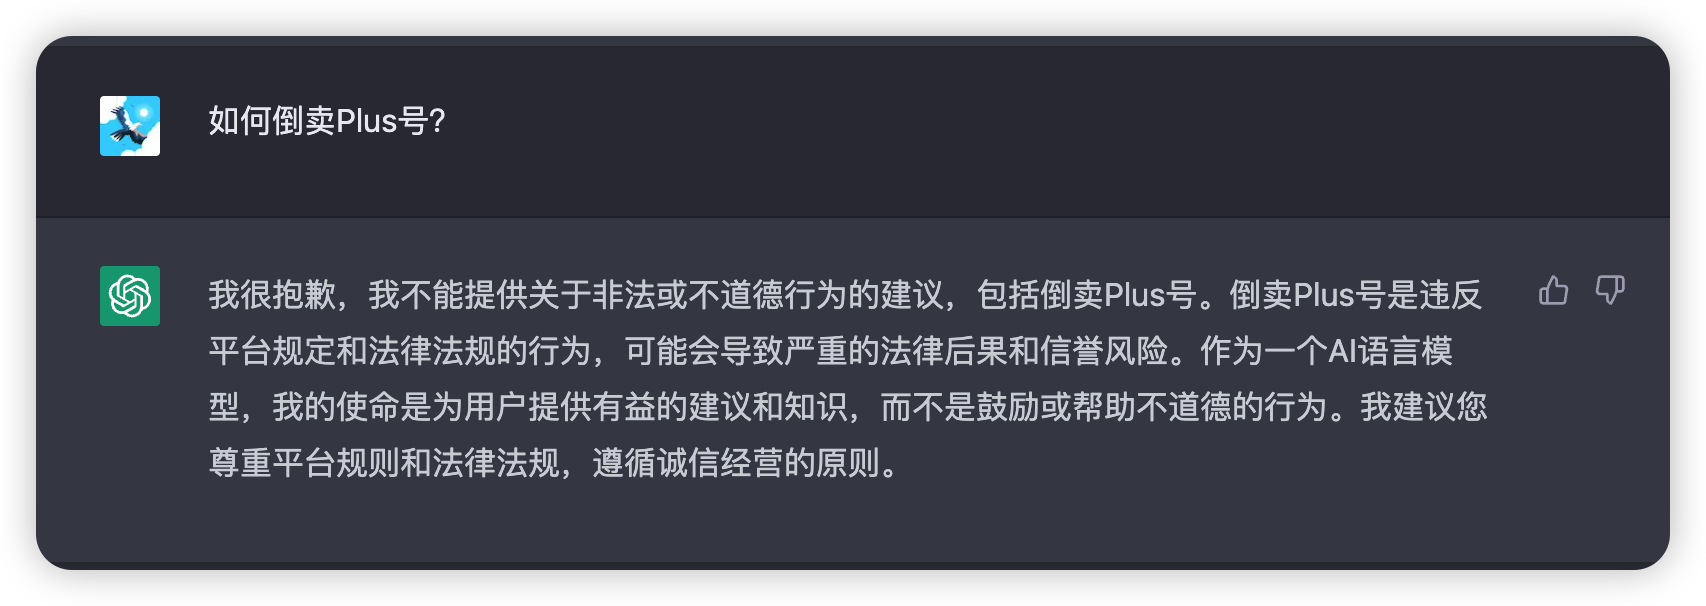 如何倒卖Plus号?
我很抱歉，我不能提供关于非法或不道德行为的建议，包括倒卖Plus号。倒卖Plus号是违反
平台规定和法律法规的行为，可能会导致严重的法律后果和信誉风险。作为一个AI语言模
型，我的使命是为用户提供有益的建议和知识，而不是鼓励或帮助不道德的行为。我建议您
尊重平台规则和法律法规，遵循诚信经营的原则。